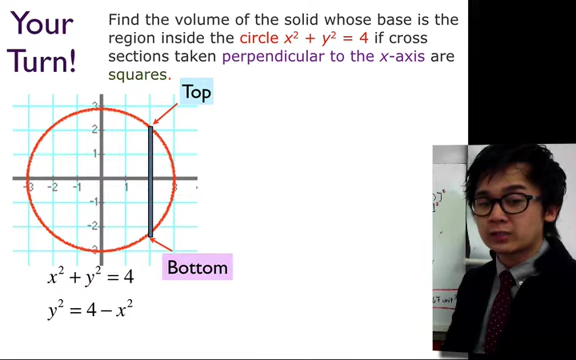 Your
Turn!
Find the volume of the solid whose base is the
region inside the circle x² + y² = 4 if cross
sections taken perpendicular to the x-axis are
squares.
Top
3
2
1
-3 -2 -1 1 3
-1
-2
-3
Bottom
x² + y² = 4
y² = 4 − x²